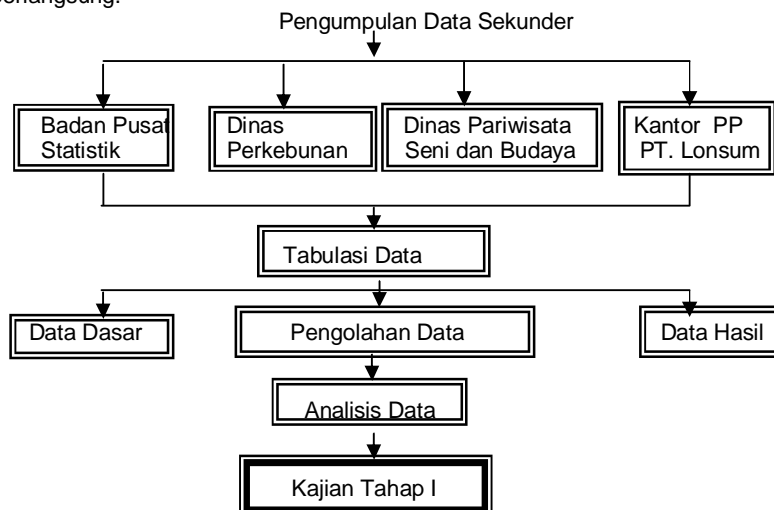 Pengumpulan Data Sekunder
Badan Pusat
Statistik
Dinas
Perkebunan
Dinas Pariwisata
Seni dan Budaya
Kantor PP
PT. Lonsum
Tabulasi Data
Data Dasar
Pengolahan Data
Data Hasil
Analisis Data
Kajian Tahap I